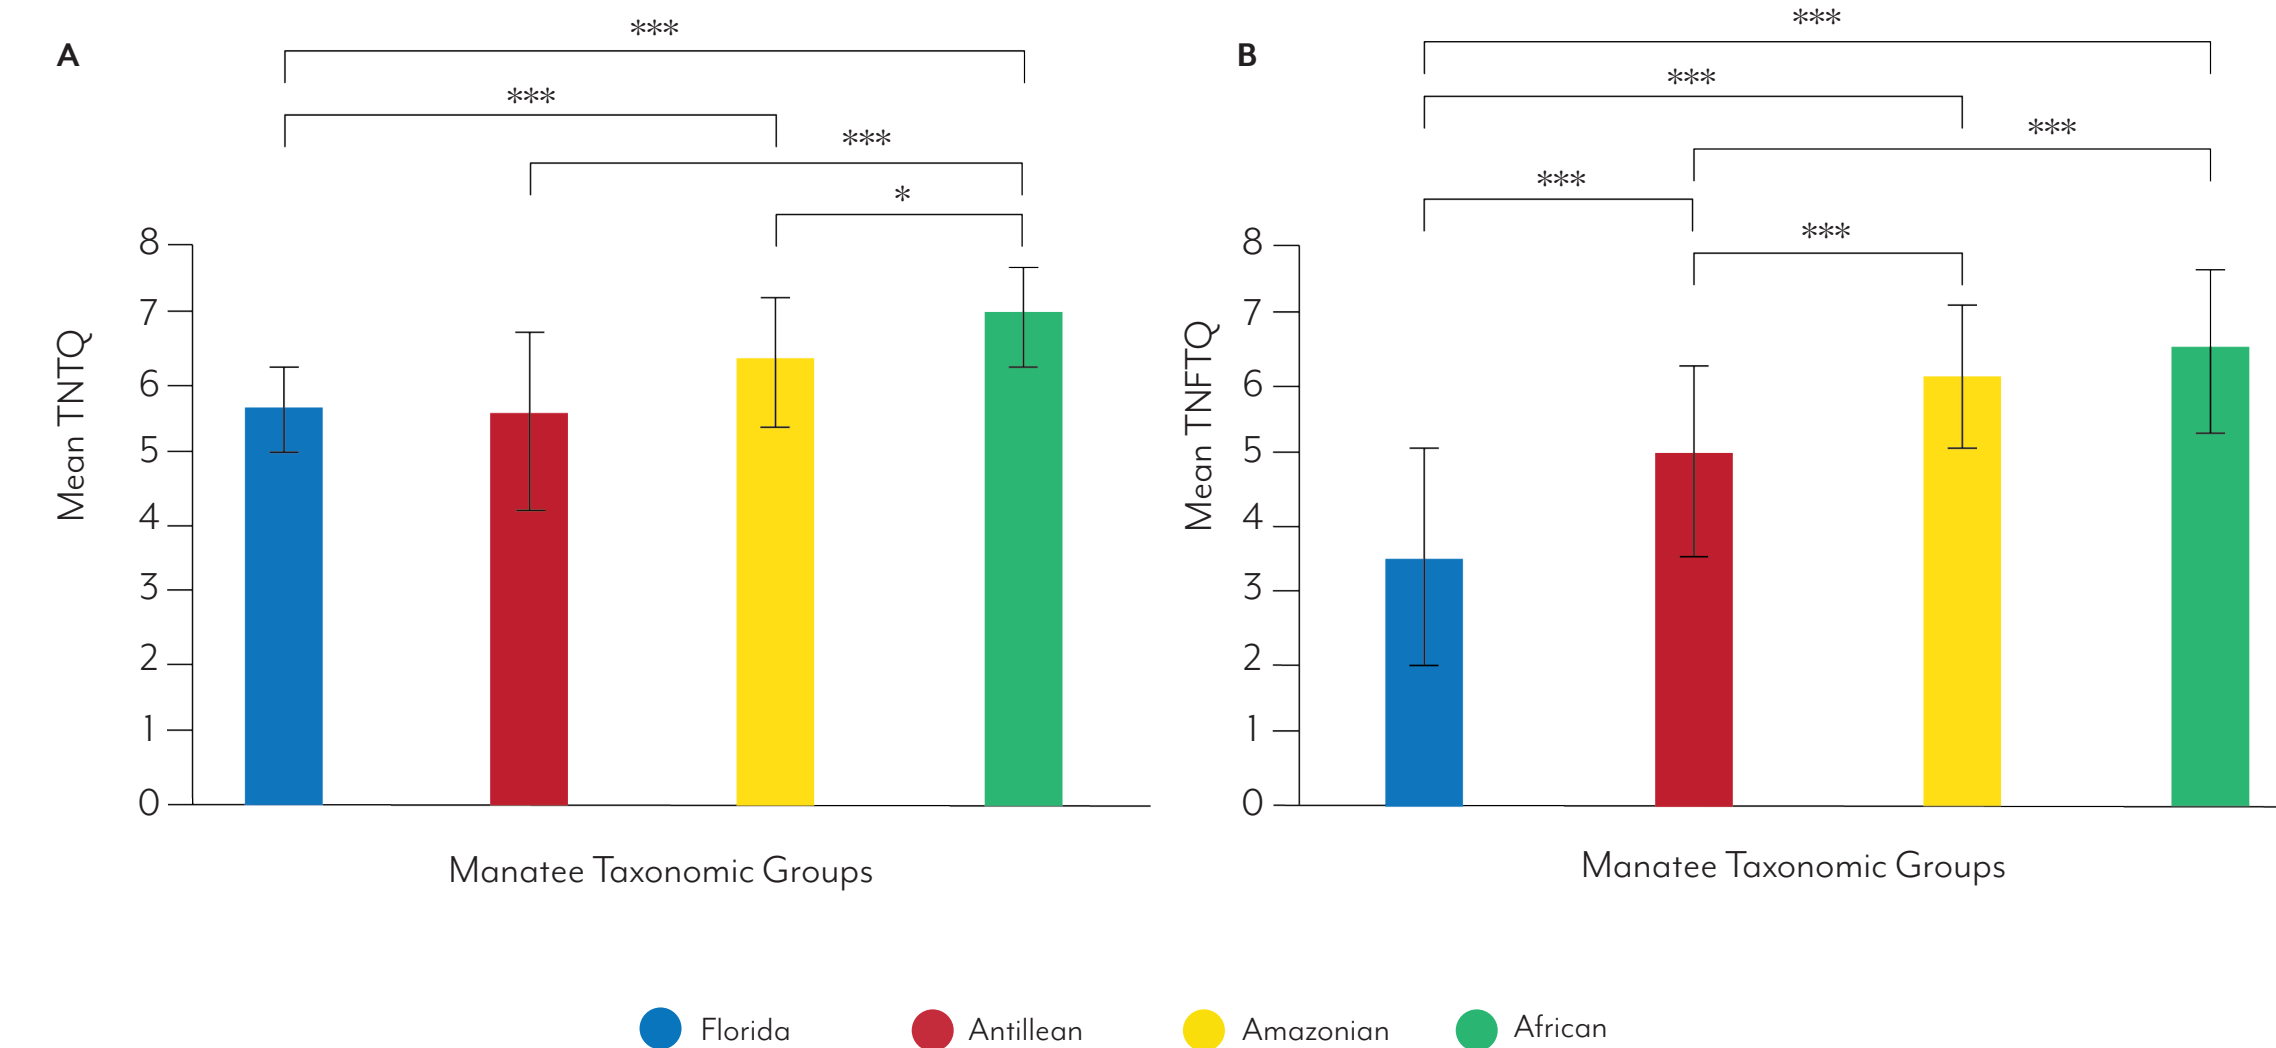 A
***
***
***
*
8
7
6
5
4
3
2
1
0
Mean TNTQ
Manatee Taxonomic Groups
B
***
***
***
***
***
8
7
6
5
4
3
2
1
0
Mean TNFTQ
Manatee Taxonomic Groups
Florida
Antillean
Amazonian
African